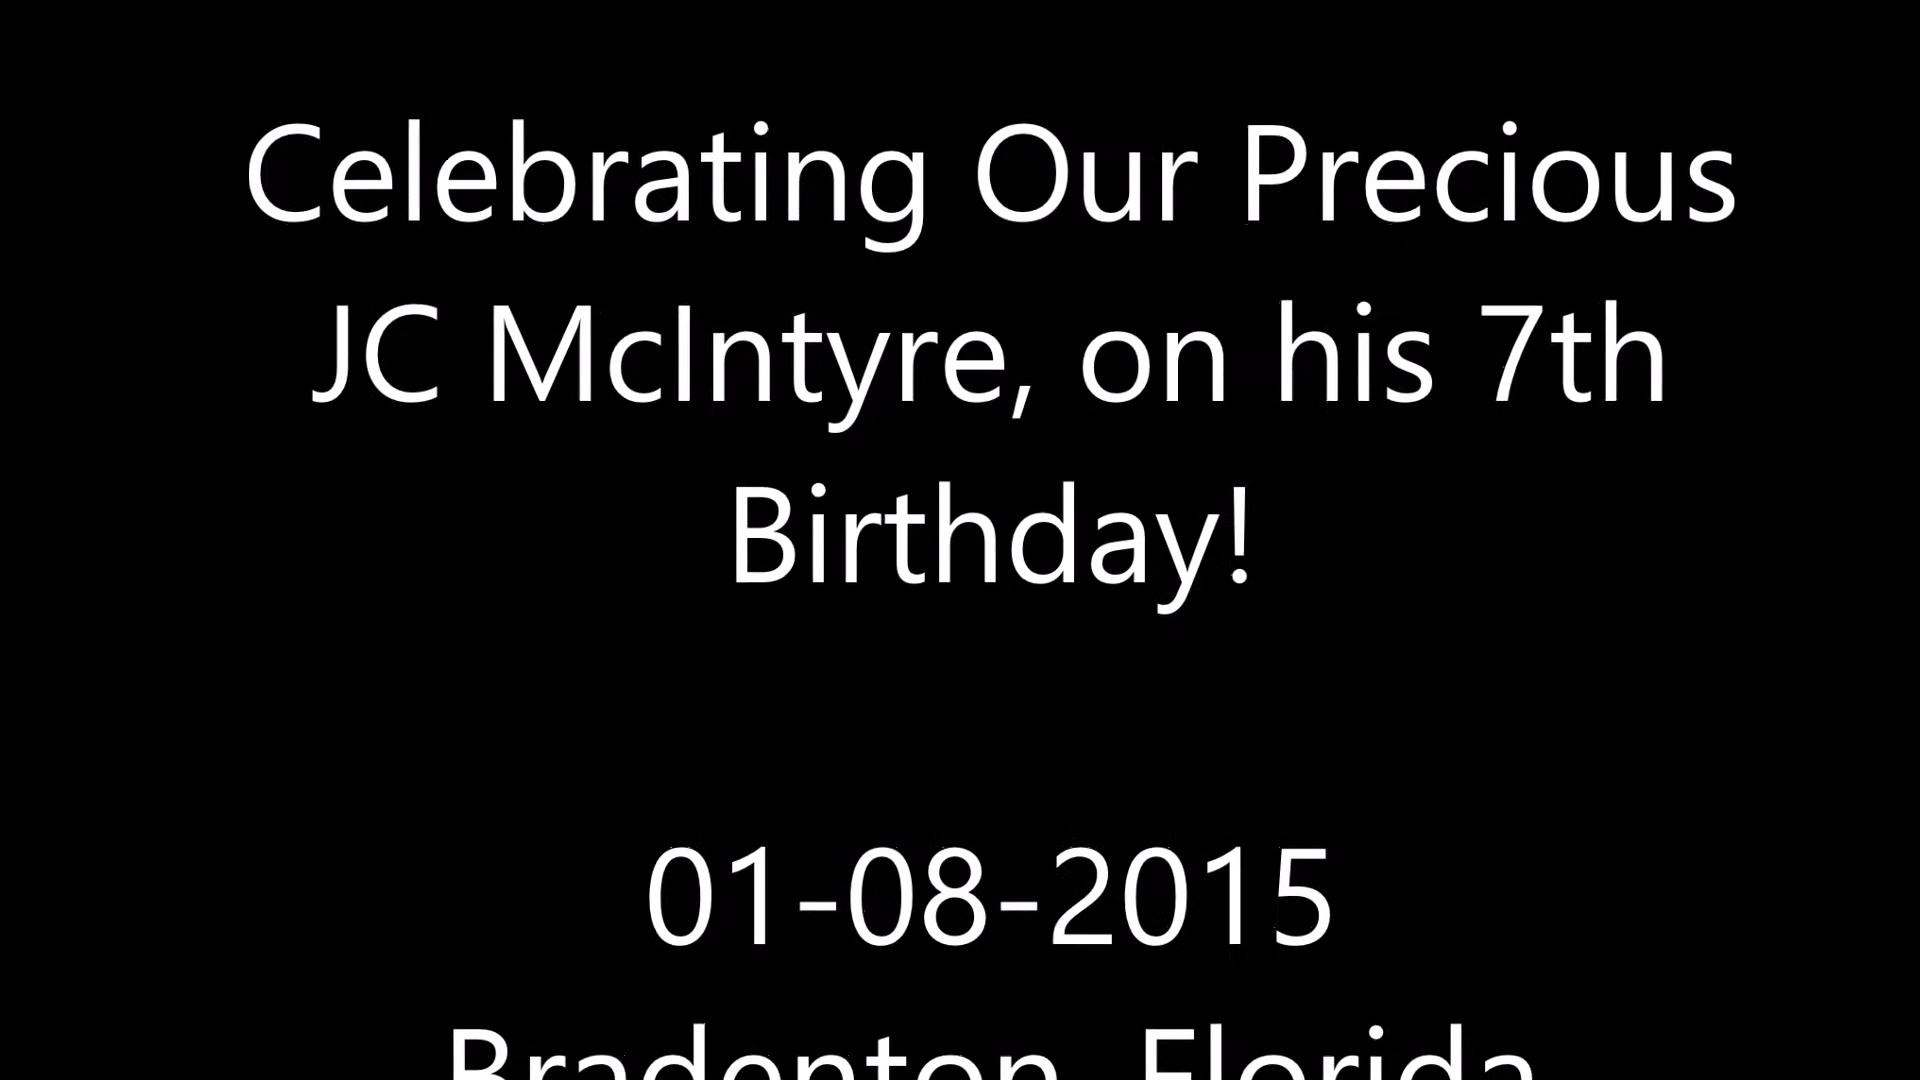 Celebrating Our Precious
JC McIntyre, on his 7th
Birthday!
01-08-2015
Bradenton, Florida